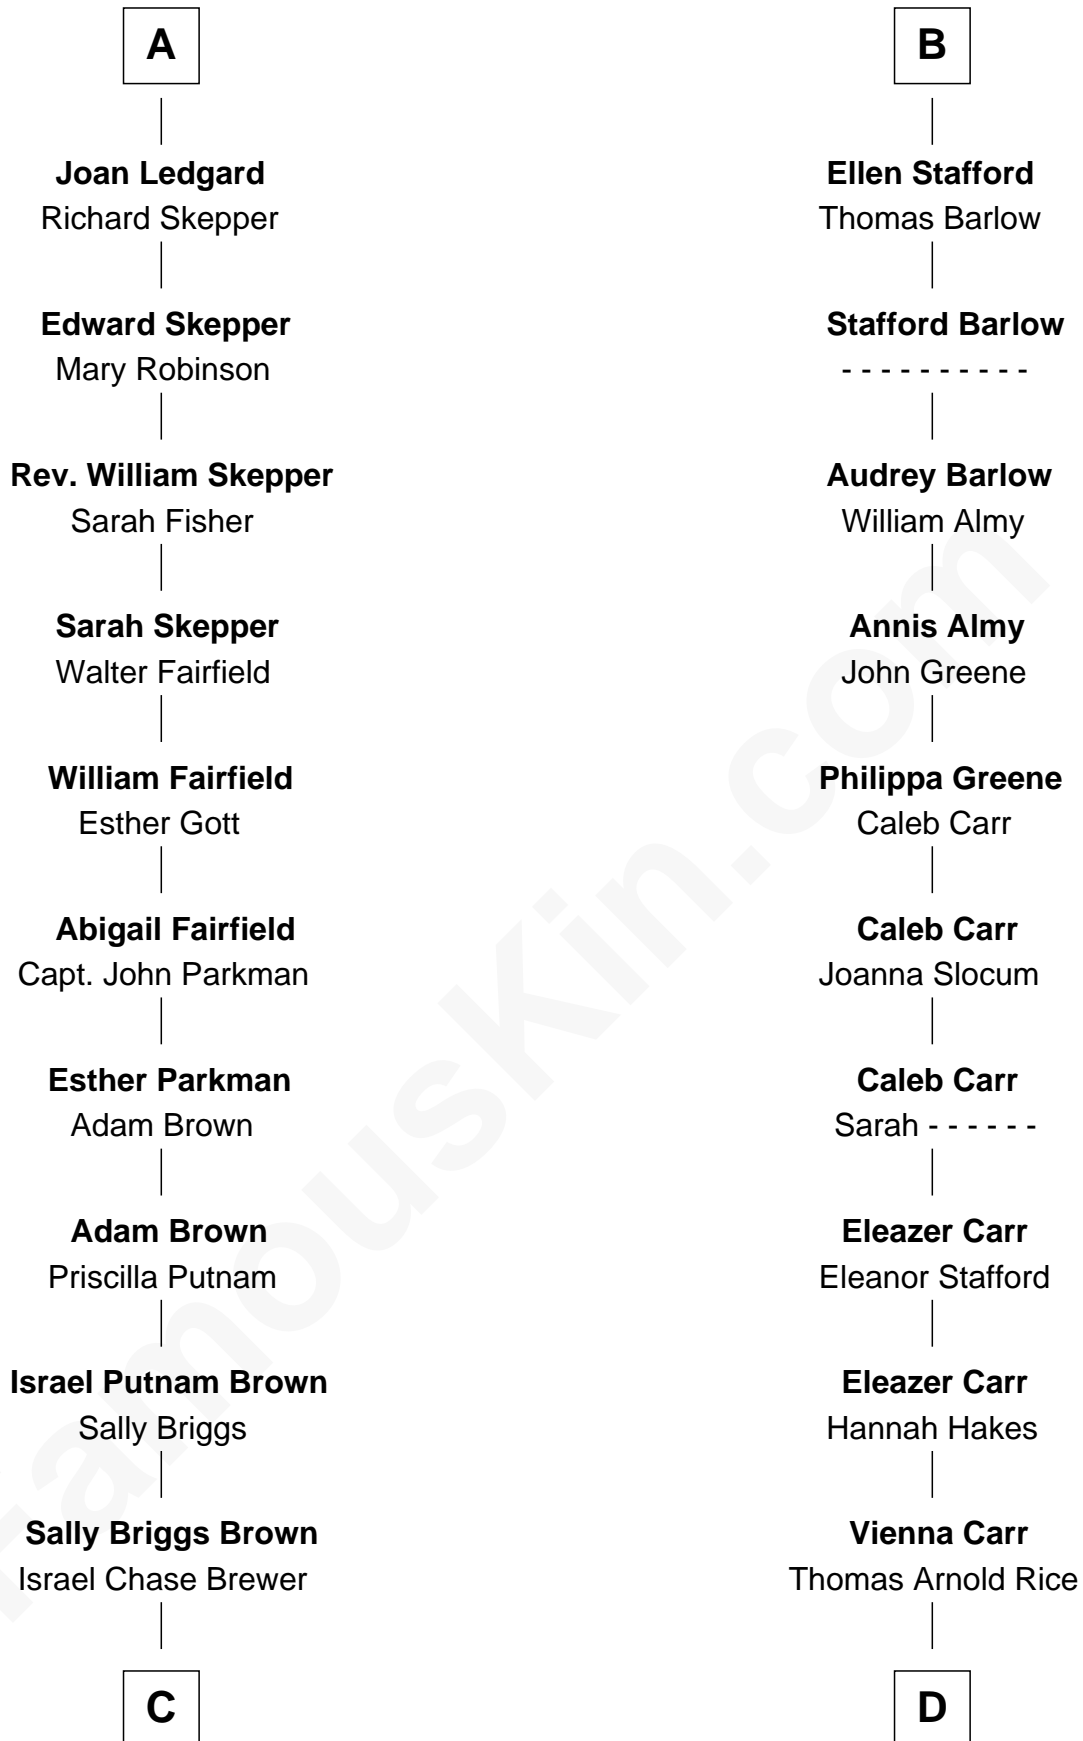 A
Joan Ledgard
Richard Skepper
Edward Skepper
Mary Robinson
Rev. William Skepper
Sarah Fisher
Sarah Skepper
Walter Fairfield
William Fairfield
Esther Gott
Abigail Fairfield
Capt. John Parkman
Esther Parkman
Adam Brown
Adam Brown
Priscilla Putnam
Israel Putnam Brown
Sally Briggs
Sally Briggs Brown
Israel Chase Brewer
C
B
Ellen Stafford
Thomas Barlow
Stafford Barlow
- - - - - - - - - -
Audrey Barlow
William Almy
Annis Almy
John Greene
Philippa Greene
Caleb Carr
Caleb Carr
Joanna Slocum
Caleb Carr
Sarah - - - - - -
Eleazer Carr
Eleanor Stafford
Eleazer Carr
Hannah Hakes
Vienna Carr
Thomas Arnold Rice
D
FamousKin.com